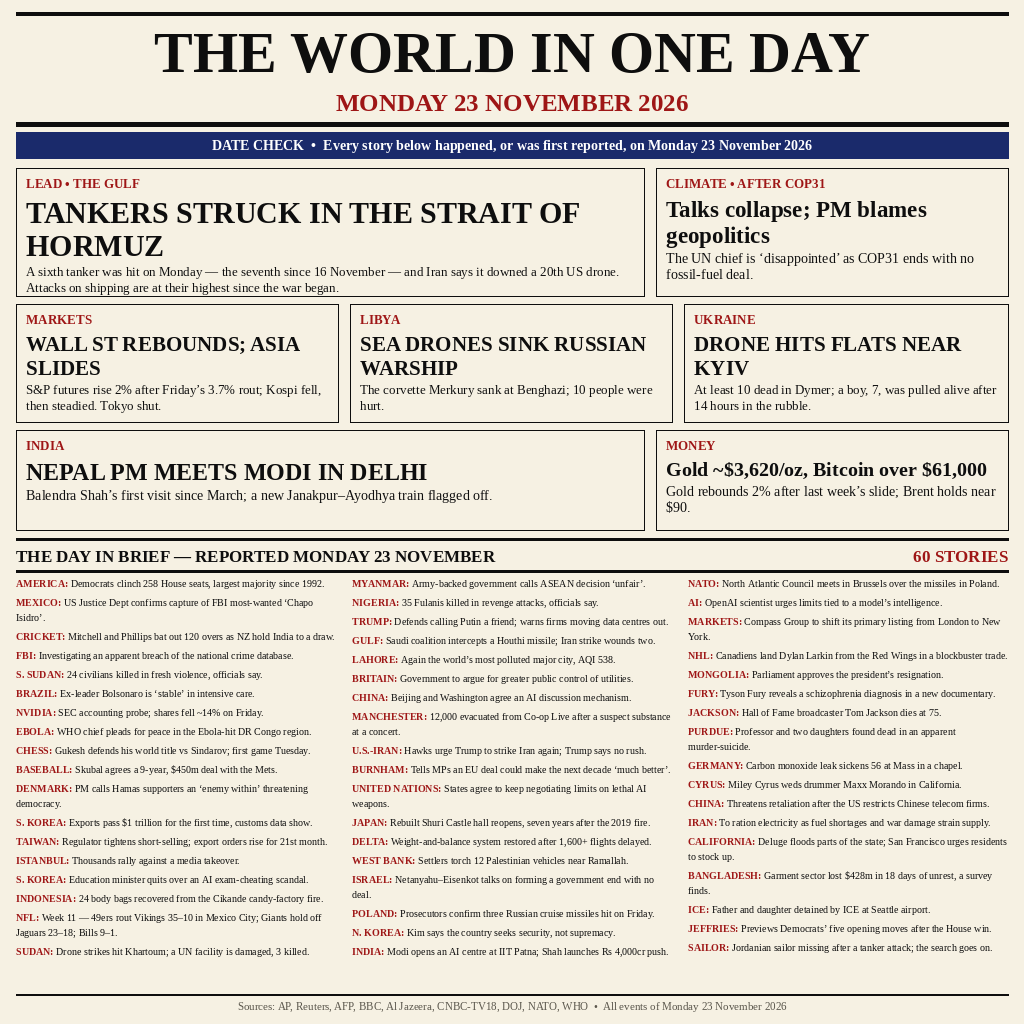 THE WORLD IN ONE DAY
MONDAY 23 NOVEMBER 2026
DATE CHECK • Every story below happened, or was first reported, on Monday 23 November 2026
LEAD • THE GULF
TANKERS STRUCK IN THE STRAIT OF
HORMUZ
A sixth tanker was hit on Monday — the seventh since 16 November — and Iran says it downed a 20th US drone.
Attacks on shipping are at their highest since the war began.
CLIMATE • AFTER COP31
Talks collapse; PM blames
geopolitics
The UN chief is ‘disappointed’ as COP31 ends with no
fossil-fuel deal.
MARKETS
WALL ST REBOUNDS; ASIA
SLIDES
S&P futures rise 2% after Friday’s 3.7% rout; Kospi fell,
then steadied. Tokyo shut.
LIBYA
SEA DRONES SINK RUSSIAN
WARSHIP
The corvette Merkury sank at Benghazi; 10 people were
hurt.
UKRAINE
DRONE HITS FLATS NEAR
KYIV
At least 10 dead in Dymer; a boy, 7, was pulled alive after
14 hours in the rubble.
INDIA
NEPAL PM MEETS MODI IN DELHI
Balendra Shah’s first visit since March; a new Janakpur–Ayodhya train flagged off.
MONEY
Gold ~$3,620/oz, Bitcoin over $61,000
Gold rebounds 2% after last week’s slide; Brent holds near
$90.
THE DAY IN BRIEF — REPORTED MONDAY 23 NOVEMBER
60 STORIES
AMERICA: Democrats clinch 258 House seats, largest majority since 1992.
MEXICO: US Justice Dept confirms capture of FBI most-wanted ‘Chapo
Isidro’.
CRICKET: Mitchell and Phillips bat out 120 overs as NZ hold India to a draw.
FBI: Investigating an apparent breach of the national crime database.
S. SUDAN: 24 civilians killed in fresh violence, officials say.
BRAZIL: Ex-leader Bolsonaro is ‘stable’ in intensive care.
NVIDIA: SEC accounting probe; shares fell ~14% on Friday.
EBOLA: WHO chief pleads for peace in the Ebola-hit DR Congo region.
CHESS: Gukesh defends his world title vs Sindarov; first game Tuesday.
BASEBALL: Skubal agrees a 9-year, $450m deal with the Mets.
DENMARK: PM calls Hamas supporters an ‘enemy within’ threatening
democracy.
S. KOREA: Exports pass $1 trillion for the first time, customs data show.
TAIWAN: Regulator tightens short-selling; export orders rise for 21st month.
ISTANBUL: Thousands rally against a media takeover.
S. KOREA: Education minister quits over an AI exam-cheating scandal.
INDONESIA: 24 body bags recovered from the Cikande candy-factory fire.
NFL: Week 11 — 49ers rout Vikings 35–10 in Mexico City; Giants hold off
Jaguars 23–18; Bills 9–1.
SUDAN: Drone strikes hit Khartoum; a UN facility is damaged, 3 killed.
MYANMAR: Army-backed government calls ASEAN decision ‘unfair’.
NIGERIA: 35 Fulanis killed in revenge attacks, officials say.
TRUMP: Defends calling Putin a friend; warns firms moving data centres out.
GULF: Saudi coalition intercepts a Houthi missile; Iran strike wounds two.
LAHORE: Again the world’s most polluted major city, AQI 538.
BRITAIN: Government to argue for greater public control of utilities.
CHINA: Beijing and Washington agree an AI discussion mechanism.
MANCHESTER: 12,000 evacuated from Co-op Live after a suspect substance
at a concert.
U.S.-IRAN: Hawks urge Trump to strike Iran again; Trump says no rush.
BURNHAM: Tells MPs an EU deal could make the next decade ‘much better’.
UNITED NATIONS: States agree to keep negotiating limits on lethal AI
weapons.
JAPAN: Rebuilt Shuri Castle hall reopens, seven years after the 2019 fire.
DELTA: Weight-and-balance system restored after 1,600+ flights delayed.
WEST BANK: Settlers torch 12 Palestinian vehicles near Ramallah.
ISRAEL: Netanyahu–Eisenkot talks on forming a government end with no
deal.
POLAND: Prosecutors confirm three Russian cruise missiles hit on Friday.
N. KOREA: Kim says the country seeks security, not supremacy.
INDIA: Modi opens an AI centre at IIT Patna; Shah launches Rs 4,000cr push.
NATO: North Atlantic Council meets in Brussels over the missiles in Poland.
AI: OpenAI scientist urges limits tied to a model’s intelligence.
MARKETS: Compass Group to shift its primary listing from London to New
York.
NHL: Canadiens land Dylan Larkin from the Red Wings in a blockbuster trade.
MONGOLIA: Parliament approves the president’s resignation.
FURY: Tyson Fury reveals a schizophrenia diagnosis in a new documentary.
JACKSON: Hall of Fame broadcaster Tom Jackson dies at 75.
PURDUE: Professor and two daughters found dead in an apparent
murder-suicide.
GERMANY: Carbon monoxide leak sickens 56 at Mass in a chapel.
CYRUS: Miley Cyrus weds drummer Maxx Morando in California.
CHINA: Threatens retaliation after the US restricts Chinese telecom firms.
IRAN: To ration electricity as fuel shortages and war damage strain supply.
CALIFORNIA: Deluge floods parts of the state; San Francisco urges residents
to stock up.
BANGLADESH: Garment sector lost $428m in 18 days of unrest, a survey
finds.
ICE: Father and daughter detained by ICE at Seattle airport.
JEFFRIES: Previews Democrats’ five opening moves after the House win.
SAILOR: Jordanian sailor missing after a tanker attack; the search goes on.
Sources: AP, Reuters, AFP, BBC, Al Jazeera, CNBC-TV18, DOJ, NATO, WHO • All events of Monday 23 November 2026